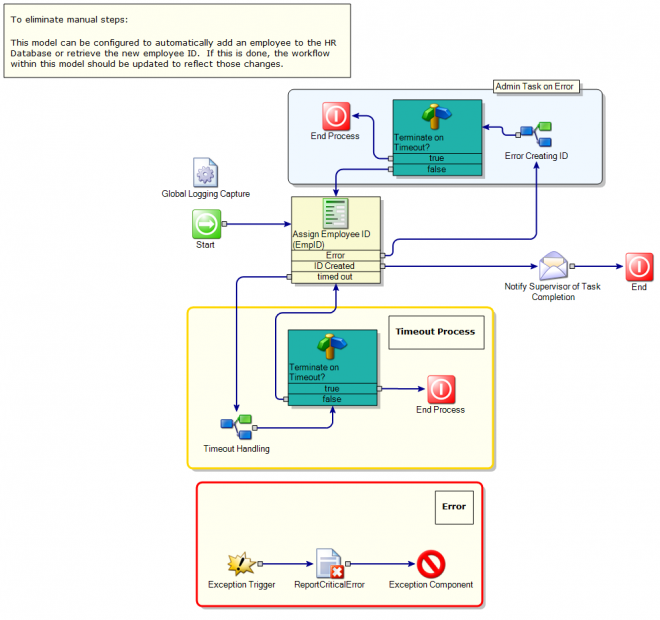 To eliminate manual steps:
This model can be configured to automatically add an employee to the HR
Database or retrieve the new employee ID.  If this is done, the workflow
within this model should be updated to reflect those changes.
Admin Task on Error
End Process
Terminate on
Timeout?
true
false
Error Creating ID
Global Logging Capture
Start
Assign Employee ID
(EmpID)
Error
ID Created
timed out
Notify Supervisor of Task
Completion
End
Timeout Process
Terminate on
Timeout?
true
false
End Process
Timeout Handling
Error
Exception Trigger
ReportCriticalError
Exception Component